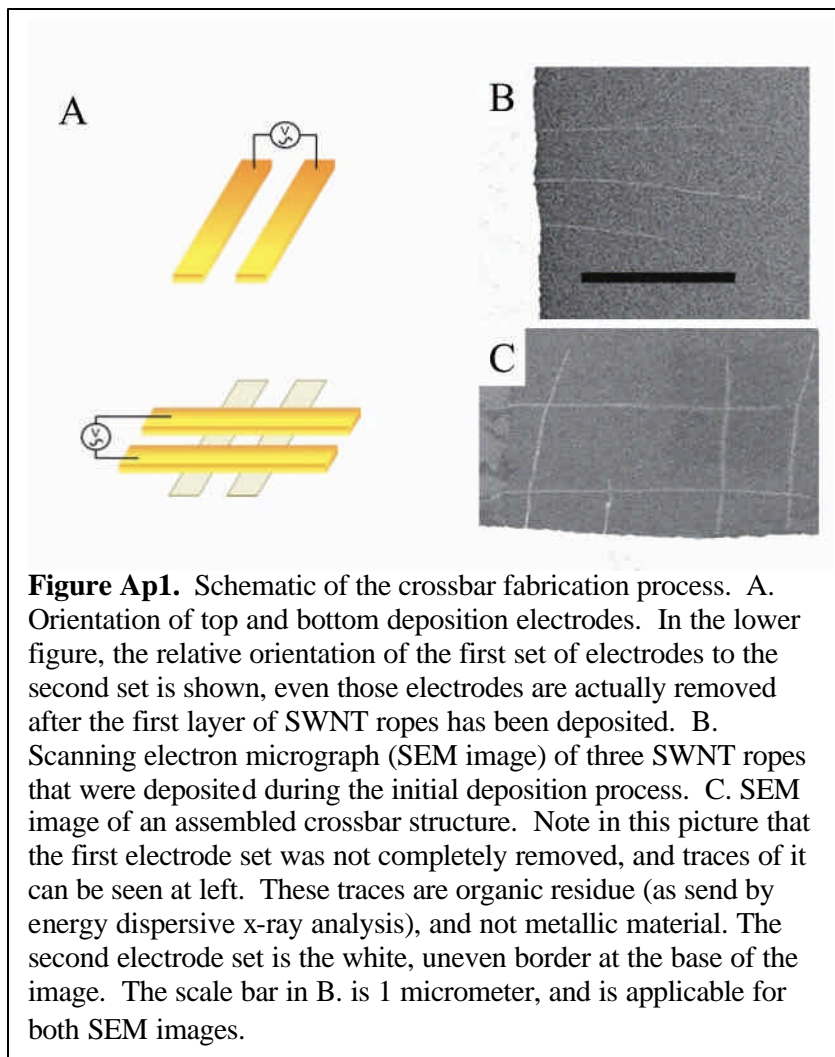 A
V
V
B
C
Figure Ap1. Schematic of the crossbar fabrication process. A.
Orientation of top and bottom deposition electrodes. In the lower
figure, the relative orientation of the first set of electrodes to the
second set is shown, even those electrodes are actually removed
after the first layer of SWNT ropes has been deposited. B.
Scanning electron micrograph (SEM image) of three SWNT ropes
that were deposited during the initial deposition process. C. SEM
image of an assembled crossbar structure. Note in this picture that
the first electrode set was not completely removed, and traces of it
can be seen at left. These traces are organic residue (as send by
energy dispersive x-ray analysis), and not metallic material. The
second electrode set is the white, uneven border at the base of the
image. The scale bar in B. is 1 micrometer, and is applicable for
both SEM images.